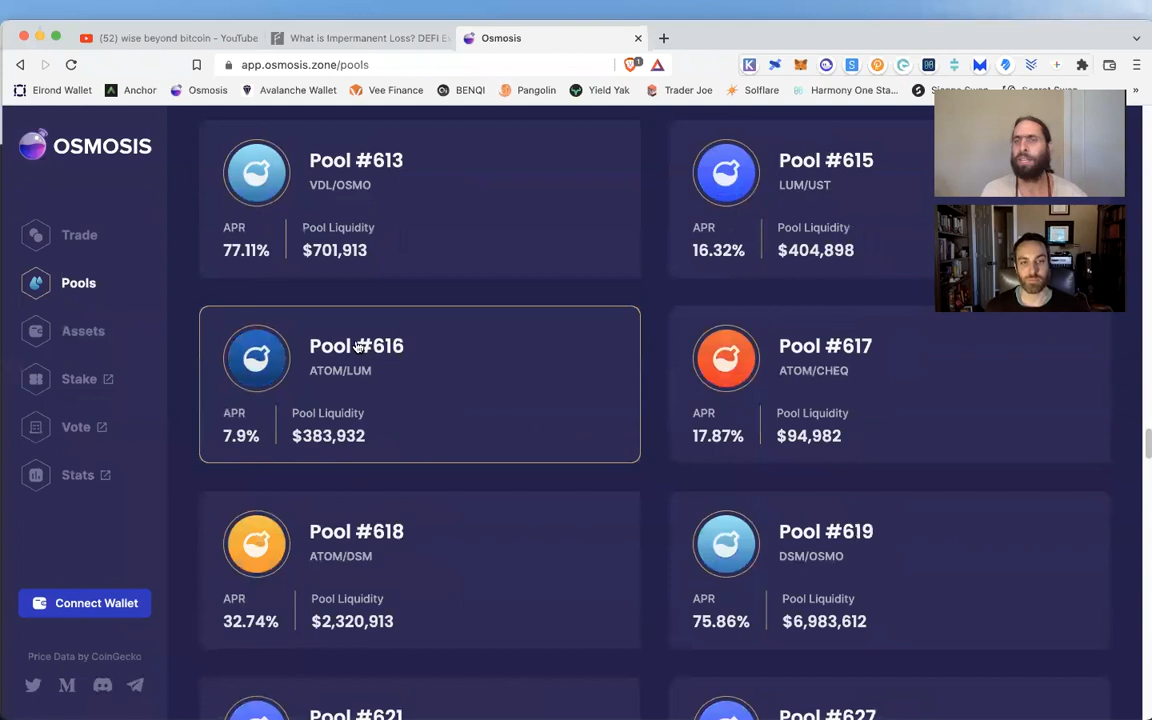 (52) wise beyond bitcoin - YouTube
What is Impermanent Loss? DEFI E
Osmosis
app.osmosis.zone/pools
Elrond Wallet
Anchor
Osmosis
Avalanche Wallet
Vee Finance
BENQI
Pangolin
Yield Yak
Trader Joe
Solflare
Harmony One Sta...
»
OSMOSIS
Trade
Pools
Assets
Stake
Vote
Stats
Connect Wallet
Price Data by CoinGecko
Pool #613
VDL/OSMO
APR
Pool Liquidity
77.11%
$701,913
Pool #615
LUM/UST
APR
Pool Liquidity
16.32%
$404,898
Pool #616
ATOM/LUM
APR
Pool Liquidity
7.9%
$383,932
Pool #617
ATOM/CHEQ
APR
Pool Liquidity
17.87%
$94,982
Pool #618
ATOM/DSM
APR
Pool Liquidity
32.74%
$2,320,913
Pool #619
DSM/OSMO
APR
Pool Liquidity
75.86%
$6,983,612
Pool #621
Pool #627